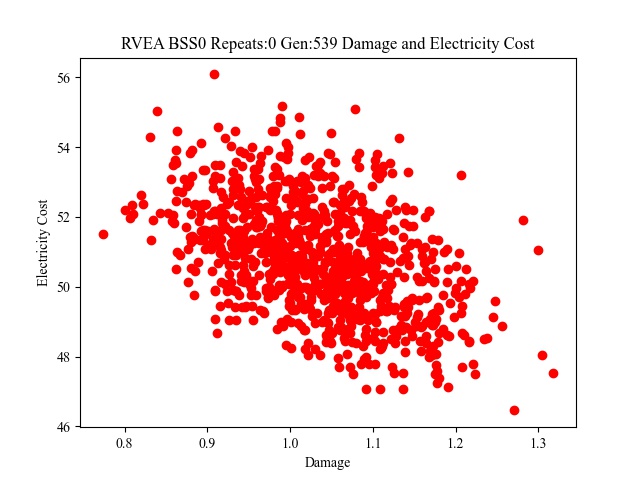 RVEA BSS0 Repeats:0 Gen:539 Damage and Electricity Cost
56
54
52
50
48
46
Electricity Cost
0.8 0.9 1.0 1.1 1.2 1.3
Damage